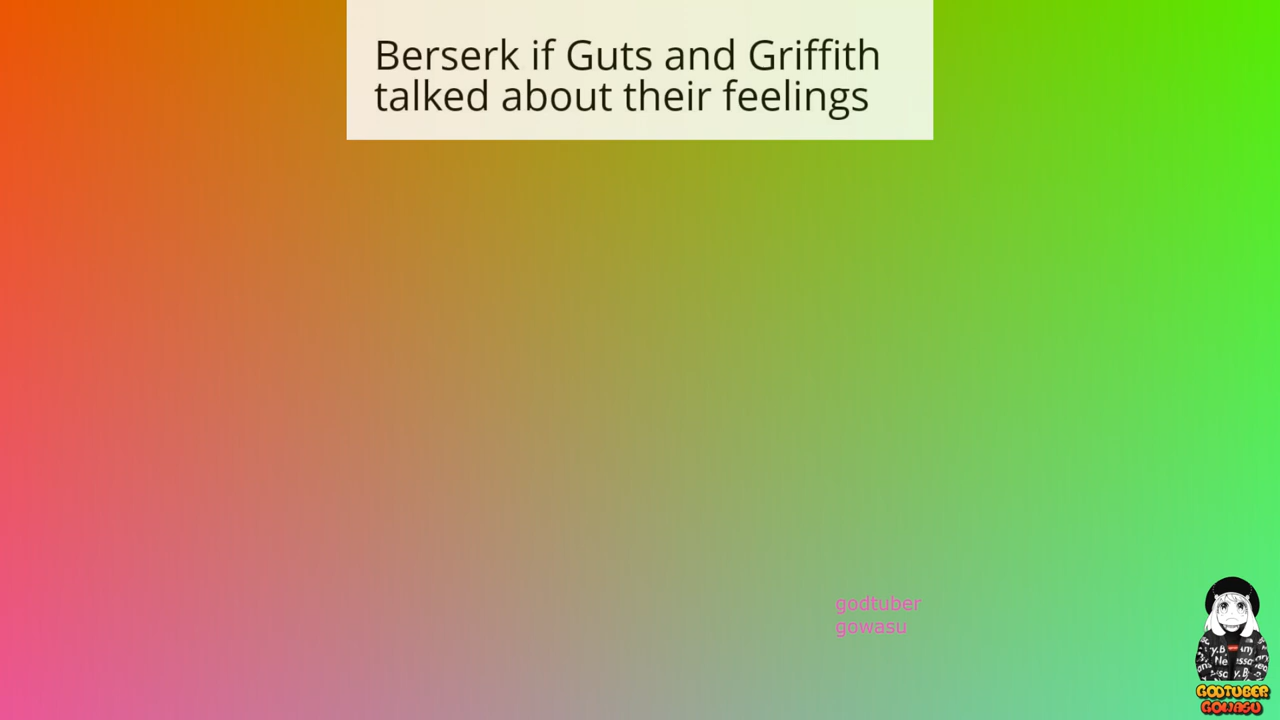 Berserk if Guts and Griffith
talked about their feelings
godtuber
gowasu
GODTUBER
GOWASU